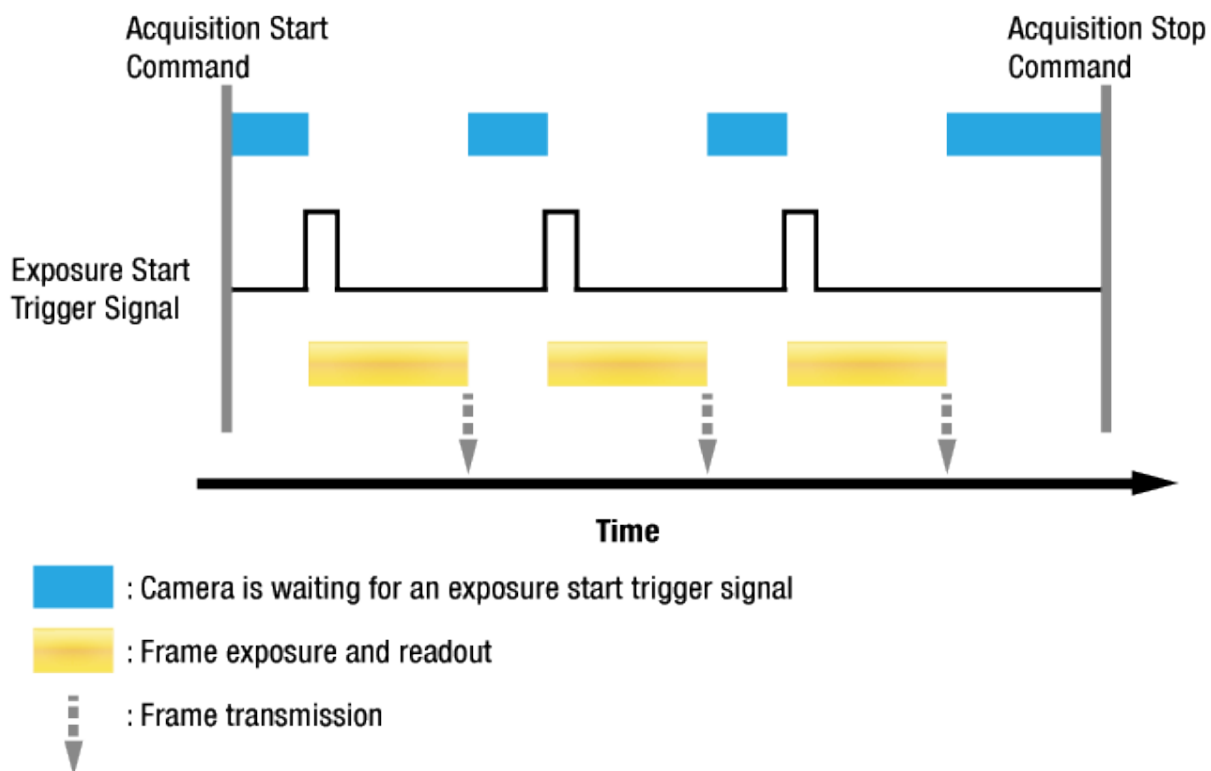 Acquisition Start
Command
Acquisition Stop
Command
Exposure Start
Trigger Signal
Time
: Camera is waiting for an exposure start trigger signal
: Frame exposure and readout
: Frame transmission